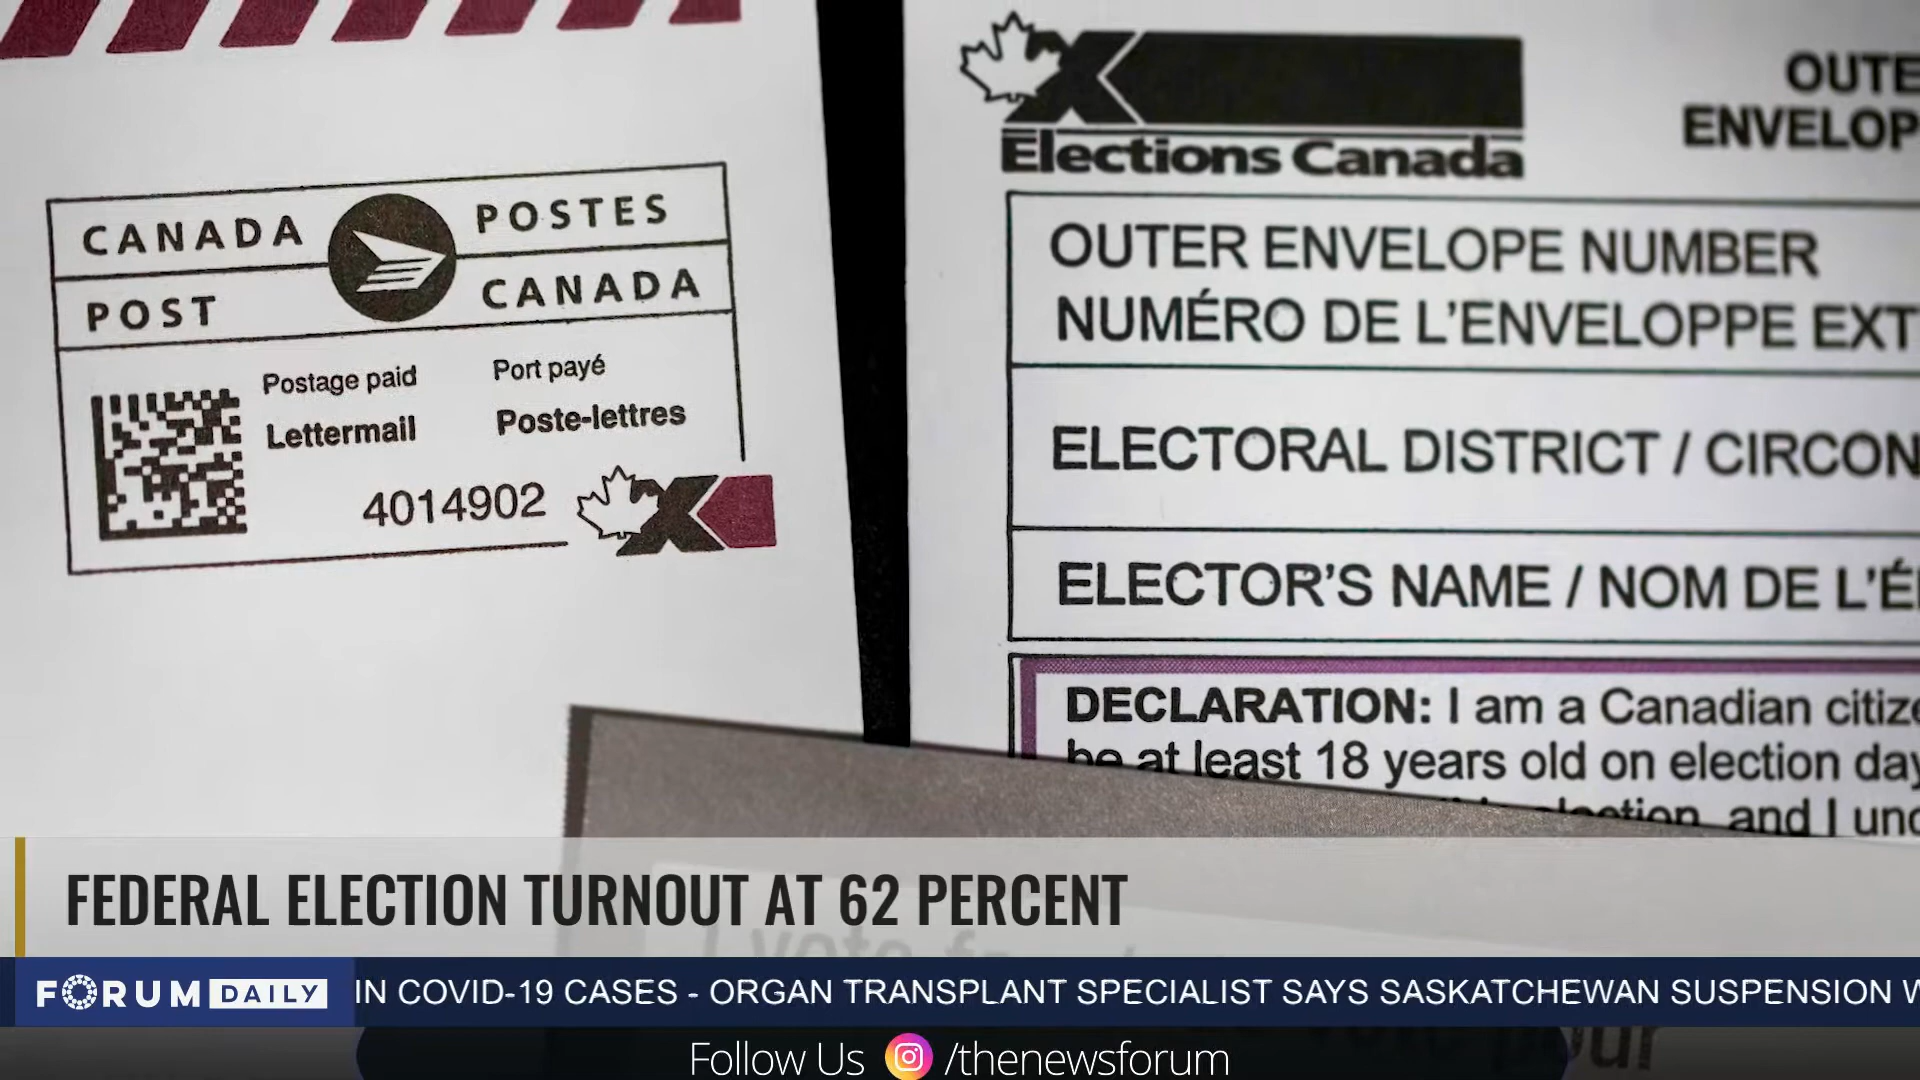 CANADA POSTES
POST CANADA
Postage paid Port payé
Lettermail Poste-lettres
4014902
Elections Canada
OUTER ENVELOPE NUMBER
NUMÉRO DE L'ENVELOPPE
ELECTORAL DISTRICT /
ELECTOR'S NAME / NOM DE
DECLARATION: I am a Canadian
be at least 18 years old on election day
and I
FEDERAL ELECTION TURNOUT AT 62 PERCENT
FORUM DAILY
IN COVID-19 CASES - ORGAN TRANSPLANT SPECIALIST SAYS SASKATCHEWAN SUSPENSION
Follow Us /thenewsforum